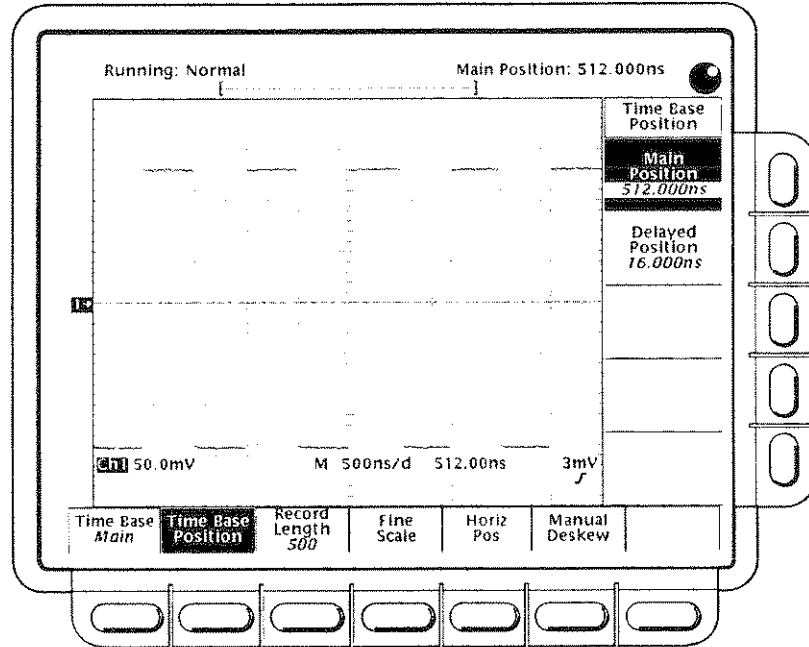 Running: Normal
Main Position: 512.000ns
Time Base
Position
Main
Position
512.000ns
Delayed
Position
16.000ns
Ch1 50.0mV M 500ns/d 512.00ns 3mV
Time Base
Main
Time Base
Position
Record
Length
500
Fine
Scale
Horiz
Pos
Manual
Deskew